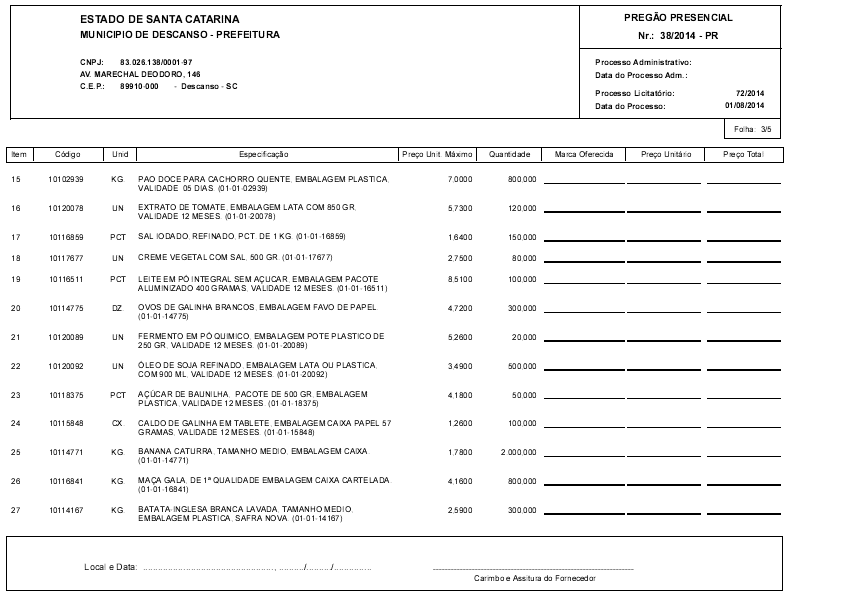 ESTADO DE SANTA CATARINA
MUNICIPIO DE DESCANSO - PREFEITURA
CNPJ: 83.026.138/0001-97
AV. MARECHAL DEODORO, 146
C.E.P.: 89910-000 - Descanso - SC
PREGÃO PRESENCIAL
Nr.: 38/2014 - PR
Processo Administrativo:
Data do Processo Adm.:
Processo Licitatório: 72/2014
Data do Processo: 01/08/2014
Folha: 3/5
Item Código Unid Especificação Preço Unit. Máximo Quantidade Marca Oferecida Preço Unitário Preço Total
15 10102939 KG PAO DOCE PARA CACHORRO QUENTE, EMBALAGEM PLASTICA, 7,0000 800,000
VALIDADE 05 DIAS. (01-01-02939)
16 10120078 UN EXTRATO DE TOMATE, EMBALAGEM LATA COM 850 GR, 5,7300 120,000
VALIDADE 12 MESES. (01-01-20078)
17 10116859 PCT SAL IODADO, REFINADO, PCT. DE 1 KG. (01-01-16859) 1,6400 150,000
18 10117677 UN CREME VEGETAL COM SAL, 500 GR. (01-01-17677) 2,7500 80,000
19 10116511 PCT LEITE EM PÓ INTEGRAL SEM AÇUCAR, EMBALAGEM PACOTE 8,5100 100,000
ALUMINIZADO 400 GRAMAS, VALIDADE 12 MESES. (01-01-16511)
20 10114775 DZ. OVOS DE GALINHA BRANCOS, EMBALAGEM FAVO DE PAPEL. 4,7200 300,000
(01-01-14775)
21 10120089 UN FERMENTO EM PÓ QUIMICO, EMBALAGEM POTE PLASTICO DE 5,2600 20,000
250 GR, VALIDADE 12 MESES. (01-01-20089)
22 10120092 UN ÓLEO DE SOJA REFINADO, EMBALAGEM LATA OU PLASTICA, 3,4900 500,000
COM 900 ML, VALIDADE 12 MESES. (01-01-20092)
23 10118375 PCT AÇÚCAR DE BAUNILHA, PACOTE DE 500 GR, EMBALAGEM 4,1800 50,000
PLASTICA, VALIDADE 12 MESES. (01-01-18375)
24 10115848 CX. CALDO DE GALINHA EM TABLETE, EMBALAGEM CAIXA PAPEL 57 1,2600 100,000
GRAMAS, VALIDADE 12 MESES. (01-01-15848)
25 10114771 KG. BANANA CATURRA, TAMANHO MEDIO, EMBALAGEM CAIXA. 1,7800 2.000,000
(01-01-14771)
26 10116841 KG MAÇA GALA, DE 1ª QUALIDADE EMBALAGEM CAIXA CARTELADA. 4,1600 800,000
(01-01-16841)
27 10114167 KG BATATA-INGLESA BRANCA LAVADA, TAMANHO MEDIO, 2,5900 300,000
EMBALAGEM PLASTICA, SAFRA NOVA. (01-01-14167)
Local e Data: ...................................................., ........../........../...............
Carimbo e Assitura do Fornecedor